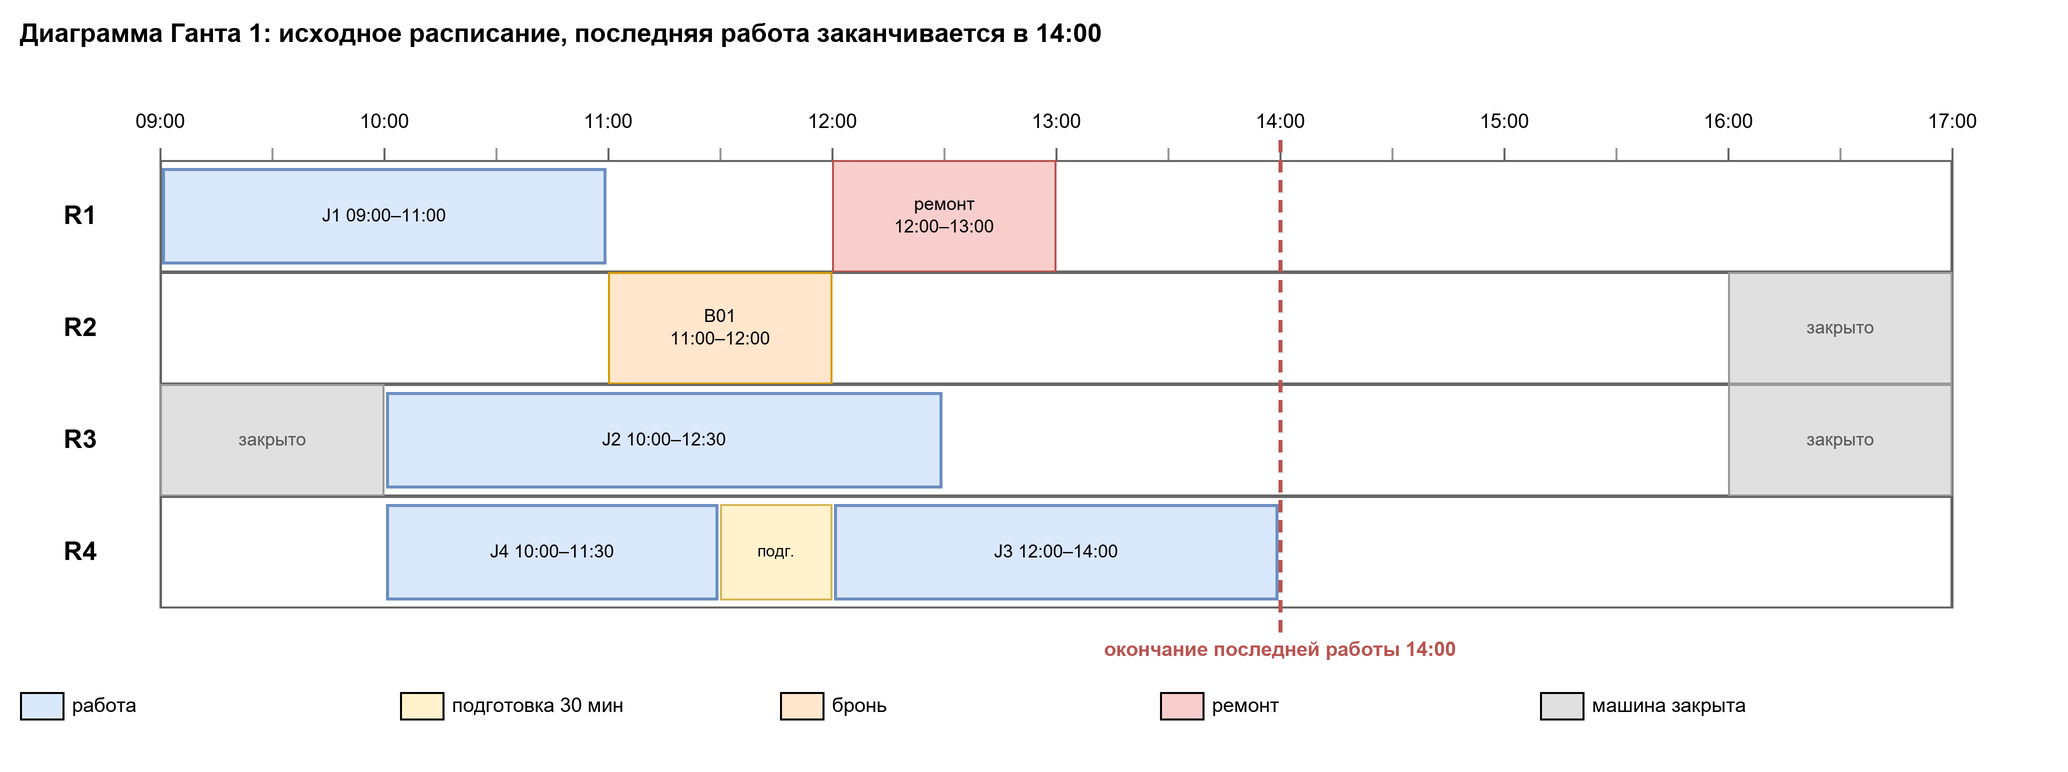 Диаграмма Ганта 1: исходное расписание, последняя работа заканчивается в 14:00
09:00 10:00 11:00 12:00 13:00 14:00 15:00 16:00 17:00
R1
J1 09:00–11:00
ремонт
12:00–13:00
R2
B01
11:00–12:00
закрыто
R3
закрыто
J2 10:00–12:30
закрыто
R4
J4 10:00–11:30
подг.
J3 12:00–14:00
окончание последней работы 14:00
работа
подготовка 30 мин
бронь
ремонт
машина закрыта